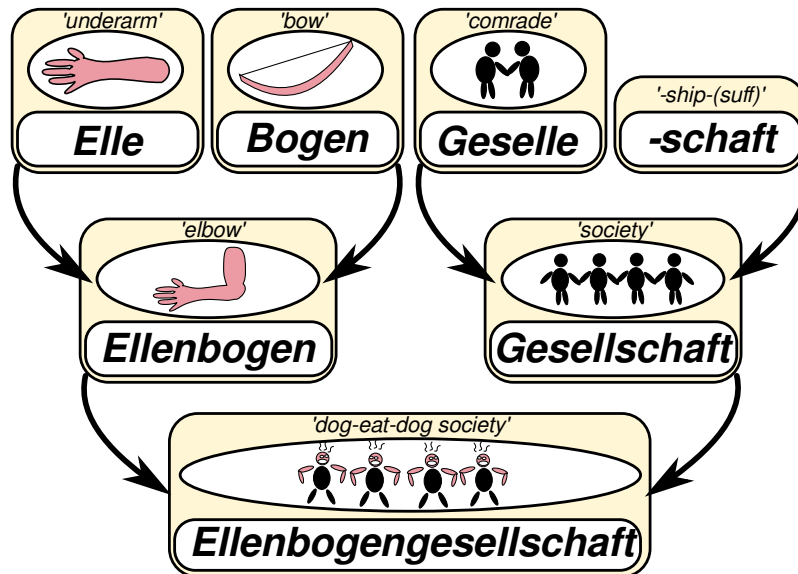 'underarm'
Elle
'bow'
Bogen
'comrade'
Geselle
'-ship-(suff)'
-schaft
'elbow'
Ellenbogen
'society'
Gesellschaft
'dog-eat-dog society'
Ellenbogengesellschaft